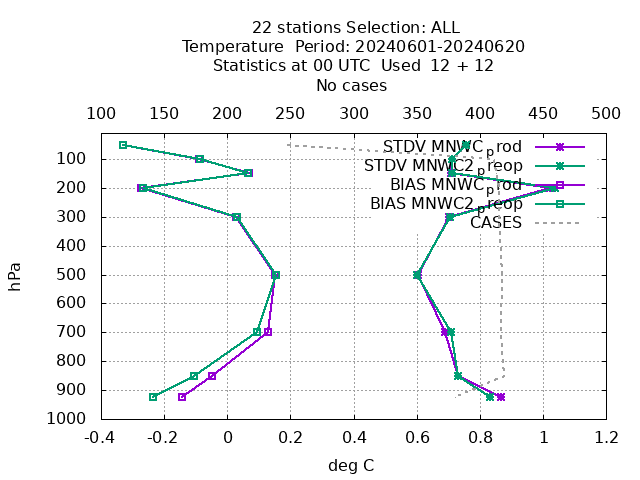 22 stations Selection: ALL
Temperature  Period: 20240601-20240620
Statistics at 00 UTC  Used  12 + 12
No cases
100 150 200 250 300 350 400 450 500
STDV MNWC_prod
STDV MNWC2_preop
BIAS MNWC_prod
BIAS MNWC2_preop
CASES
100
200
300
400
500
600
700
800
900
1000
hPa
-0.4 -0.2 0 0.2 0.4 0.6 0.8 1 1.2
deg C